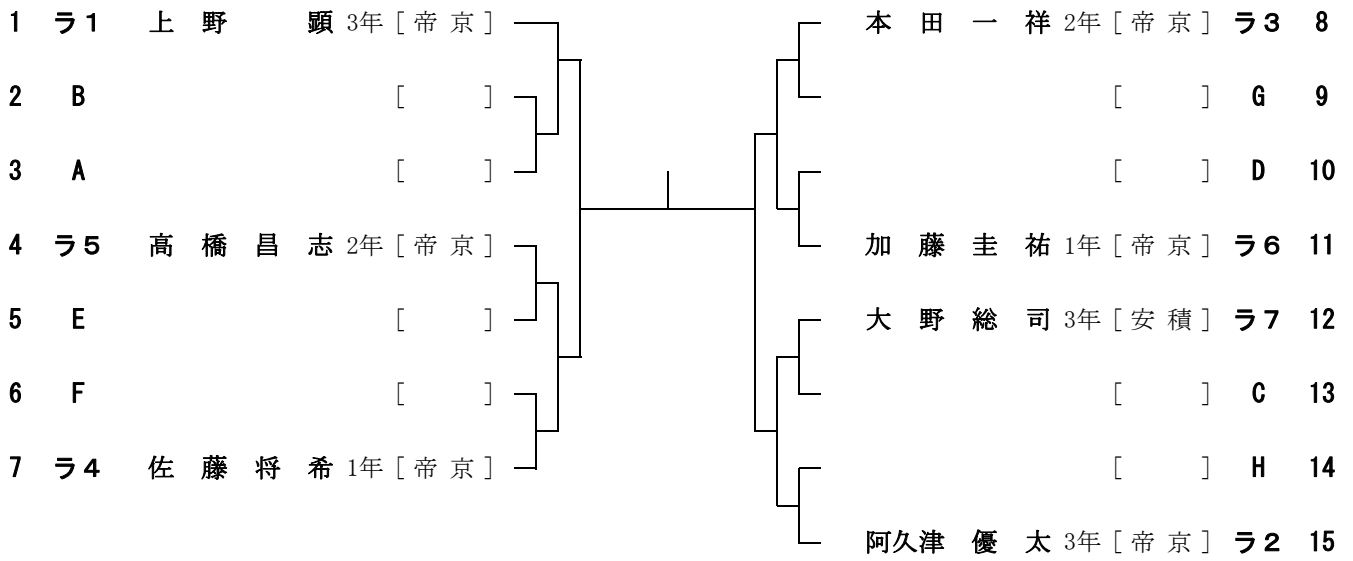 1 ラ1 上 野 顕 3年 [ 帝 京 ]
2 B [ ]
3 A [ ]
4 ラ5 高 橋 昌 志 2年 [ 帝 京 ]
5 E [ ]
6 F [ ]
7 ラ4 佐 藤 将 希 1年 [ 帝 京 ]
本 田 一 祥 2年 [ 帝 京 ] ラ3 8
[ ] G 9
[ ] D 10
加 藤 圭 祐 1年 [ 帝 京 ] ラ6 11
大 野 総 司 3年 [ 安 積 ] ラ7 12
[ ] C 13
[ ] H 14
阿久津 優 太 3年 [ 帝 京 ] ラ2 15